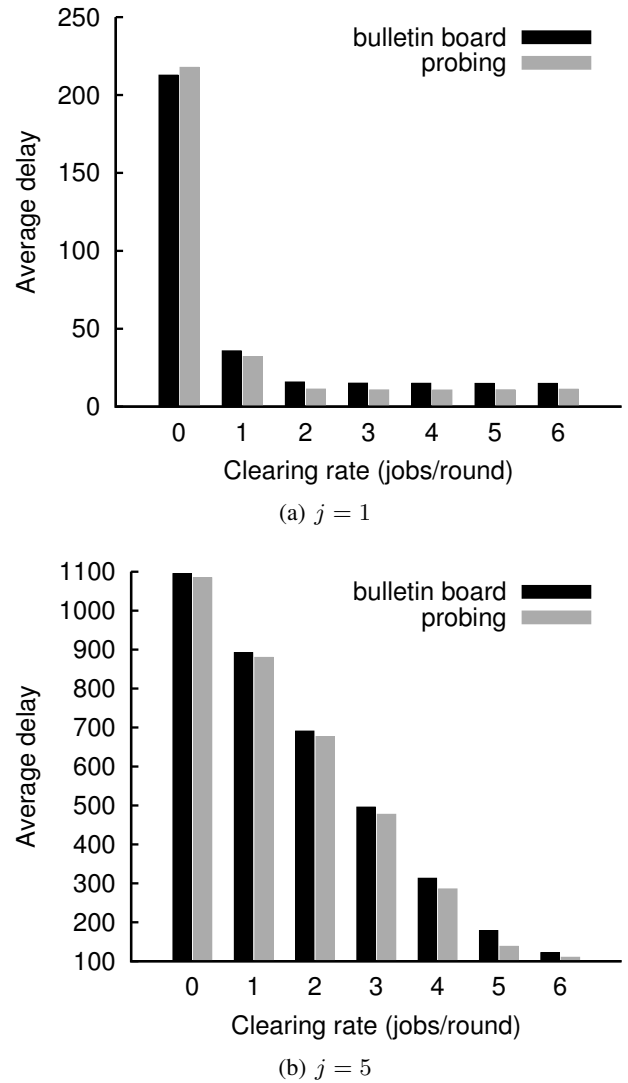 250
200
150
100
50
0
Average delay
bulletin board
probing
0 1 2 3 4 5 6
Clearing rate (jobs/round)
(a) j = 1
1100
1000
900
800
700
600
500
400
300
200
100
Average delay
bulletin board
probing
0 1 2 3 4 5 6
Clearing rate (jobs/round)
(b) j = 5